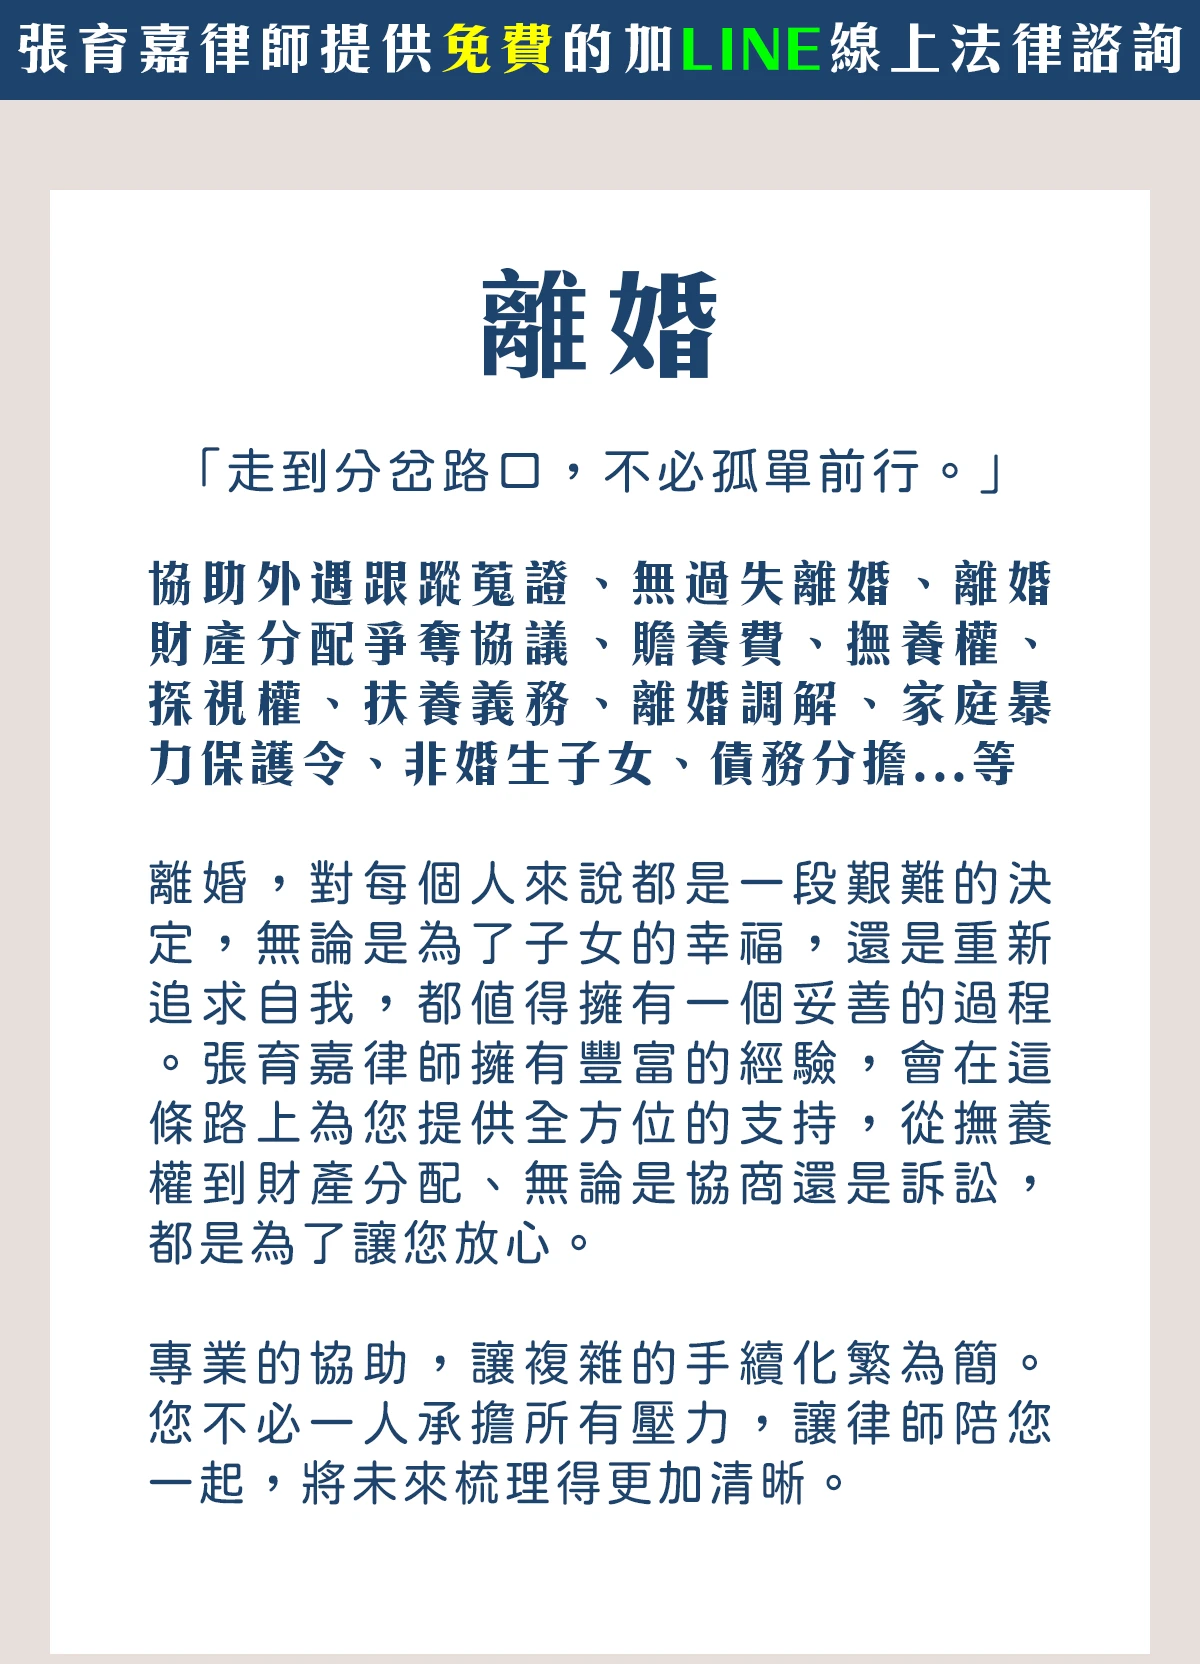 張育嘉律師提供免費的加LINE線上法律諮詢
離婚
「走到分岔路口，不必孤單前行。」
協助外遇跟蹤蒐證、無過失離婚、離婚
財產分配爭奪協議、贍養費、撫養權、
探視權、扶養義務、離婚調解、家庭暴
力保護令、非婚生子女、債務分擔...等
離婚，對每個人來說都是一段艱難的決
定，無論是為了子女的幸福，還是重新
追求自我，都值得擁有一個妥善的過程
。張育嘉律師擁有豐富的經驗，會在這
條路上為您提供全方位的支持，從撫養
權到財產分配、無論是協商還是訴訟，
都是為了讓您放心。
專業的協助，讓複雜的手續化繁為簡。
您不必一人承擔所有壓力，讓律師陪您
一起，將未來梳理得更加清晰。